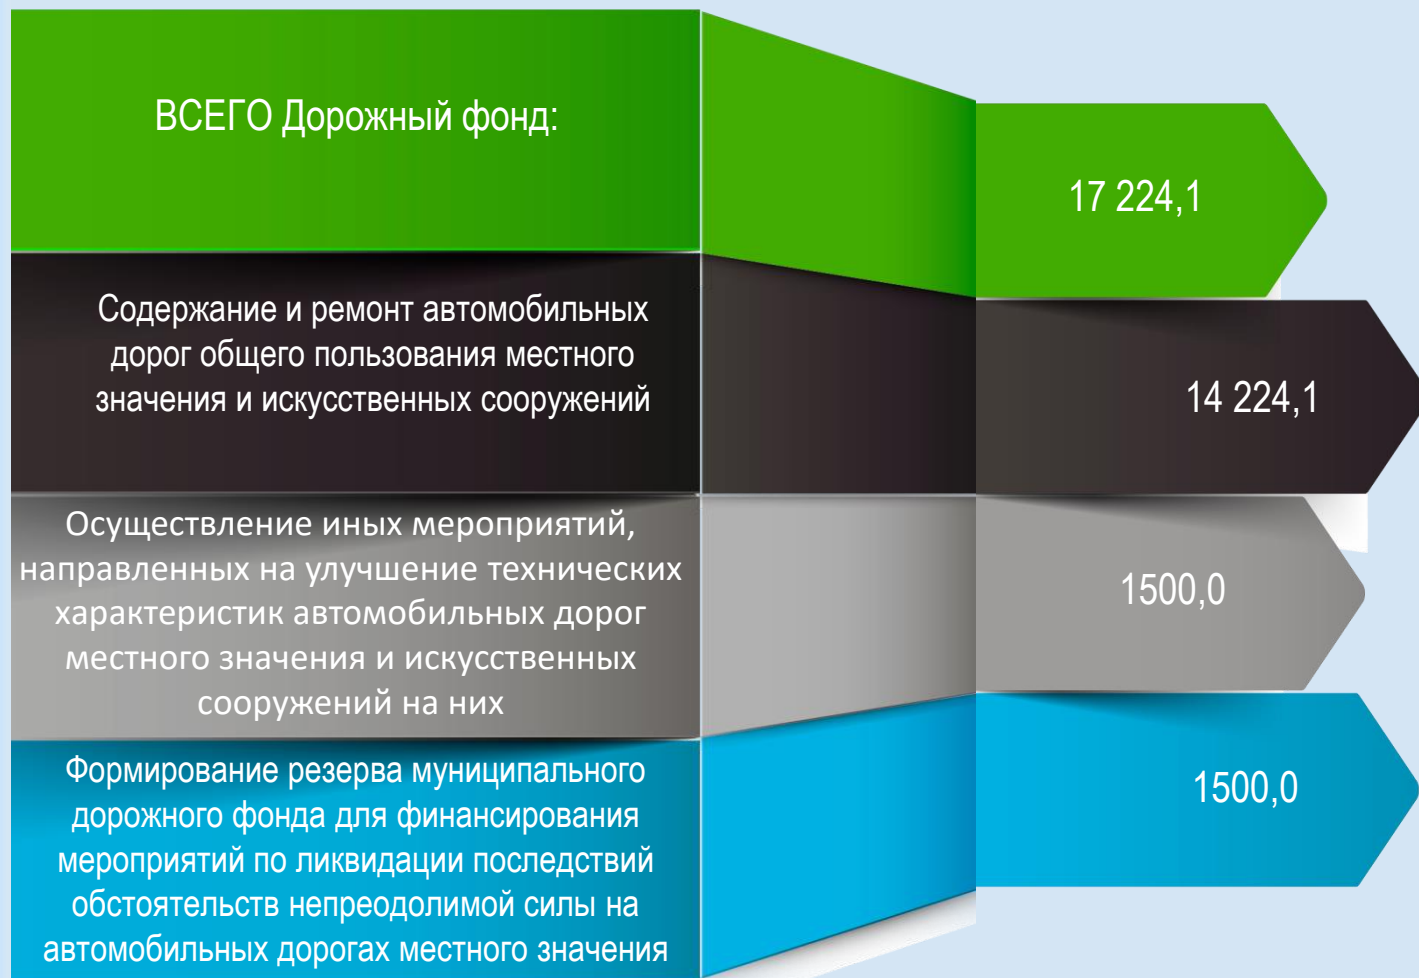 ВСЕГО Дорожный фонд:
17 224,1
Содержание и ремонт автомобильных
дорог общего пользования местного
значения и искусственных сооружений
14 224,1
Осуществление иных мероприятий,
направленных на улучшение технических
характеристик автомобильных дорог
местного значения и искусственных
сооружений на них
1500,0
Формирование резерва муниципального
дорожного фонда для финансирования
мероприятий по ликвидации последствий
обстоятельств непреодолимой силы на
автомобильных дорогах местного значения
1500,0